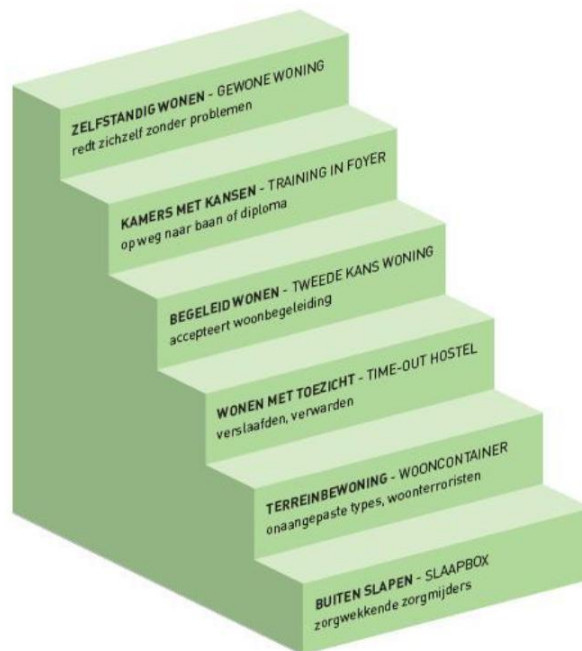 ZELFSTANDIG WONEN - GEWONE WONING
redt zichzelf zonder problemen
KAMERS MET KANSEN - TRAINING IN FOYER
op weg naar baan of diploma
BEGELEID WONEN - TWEEDE KANS WONING
accepteert woonbegeleiding
WONEN MET TOEZICHT - TIME-OUT HOSTEL
verslaafden, verwarden
TERREINBEWONING - WOONCONTAINER
onaangepaste types, woonterroristen
BUITEN SLAPEN - SLAAPBOX
zorgwekkende zorgmijders